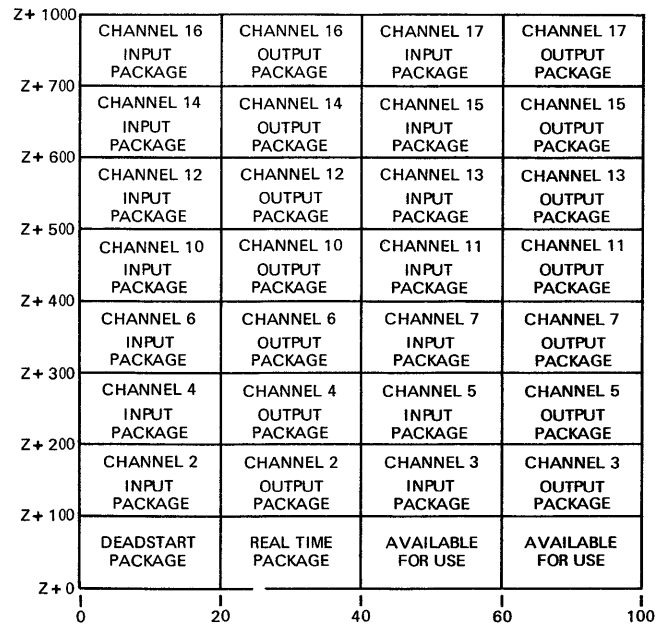 Z+ 1000
CHANNEL 16 CHANNEL 16 CHANNEL 17 CHANNEL 17
INPUT OUTPUT INPUT OUTPUT
PACKAGE PACKAGE PACKAGE PACKAGE
Z+ 700
CHANNEL 14 CHANNEL 14 CHANNEL 15 CHANNEL 15
INPUT OUTPUT INPUT OUTPUT
PACKAGE PACKAGE PACKAGE PACKAGE
Z+ 600
CHANNEL 12 CHANNEL 12 CHANNEL 13 CHANNEL 13
INPUT OUTPUT INPUT OUTPUT
PACKAGE PACKAGE PACKAGE PACKAGE
Z+ 500
CHANNEL 10 CHANNEL 10 CHANNEL 11 CHANNEL 11
INPUT OUTPUT INPUT OUTPUT
PACKAGE PACKAGE PACKAGE PACKAGE
Z+ 400
CHANNEL 6 CHANNEL 6 CHANNEL 7 CHANNEL 7
INPUT OUTPUT INPUT OUTPUT
PACKAGE PACKAGE PACKAGE PACKAGE
Z+ 300
CHANNEL 4 CHANNEL 4 CHANNEL 5 CHANNEL 5
INPUT OUTPUT INPUT OUTPUT
PACKAGE PACKAGE PACKAGE PACKAGE
Z+ 200
CHANNEL 2 CHANNEL 2 CHANNEL 3 CHANNEL 3
INPUT OUTPUT INPUT OUTPUT
PACKAGE PACKAGE PACKAGE PACKAGE
Z+ 100
DEADSTART REAL TIME AVAILABLE AVAILABLE
PACKAGE PACKAGE FOR USE FOR USE
Z+ 0
0 20 40 60 100